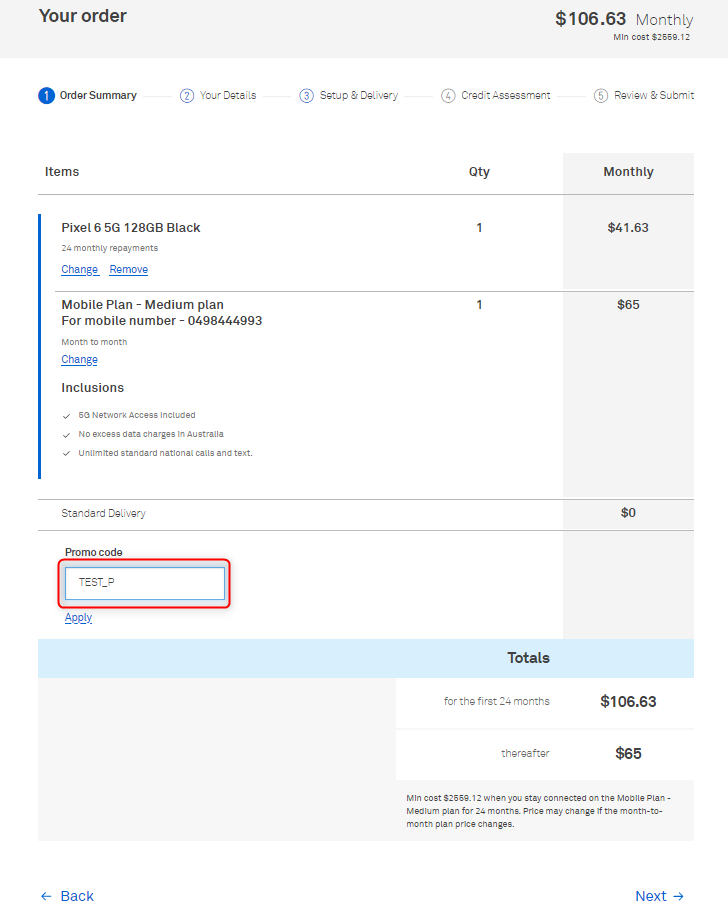 Your order
$106.63 Monthly
Min cost $2559.12
1 Order Summary 2 Your Details 3 Setup & Delivery 4 Credit Assessment 5 Review & Submit
Items Qty Monthly
Pixel 6 5G 128GB Black 1 $41.63
24 monthly repayments
Change Remove
Mobile Plan - Medium plan 1 $65
For mobile number - 0498444993
Month to month
Change
Inclusions
5G Network Access Included
No excess data charges in Australia
Unlimited standard national calls and text.
Standard Delivery $0
Promo code
TEST_P
Apply
Totals
for the first 24 months $106.63
thereafter $65
Min cost $2559.12 when you stay connected on the Mobile Plan -
Medium plan for 24 months. Price may change if the month-to-
month plan price changes.
← Back Next →